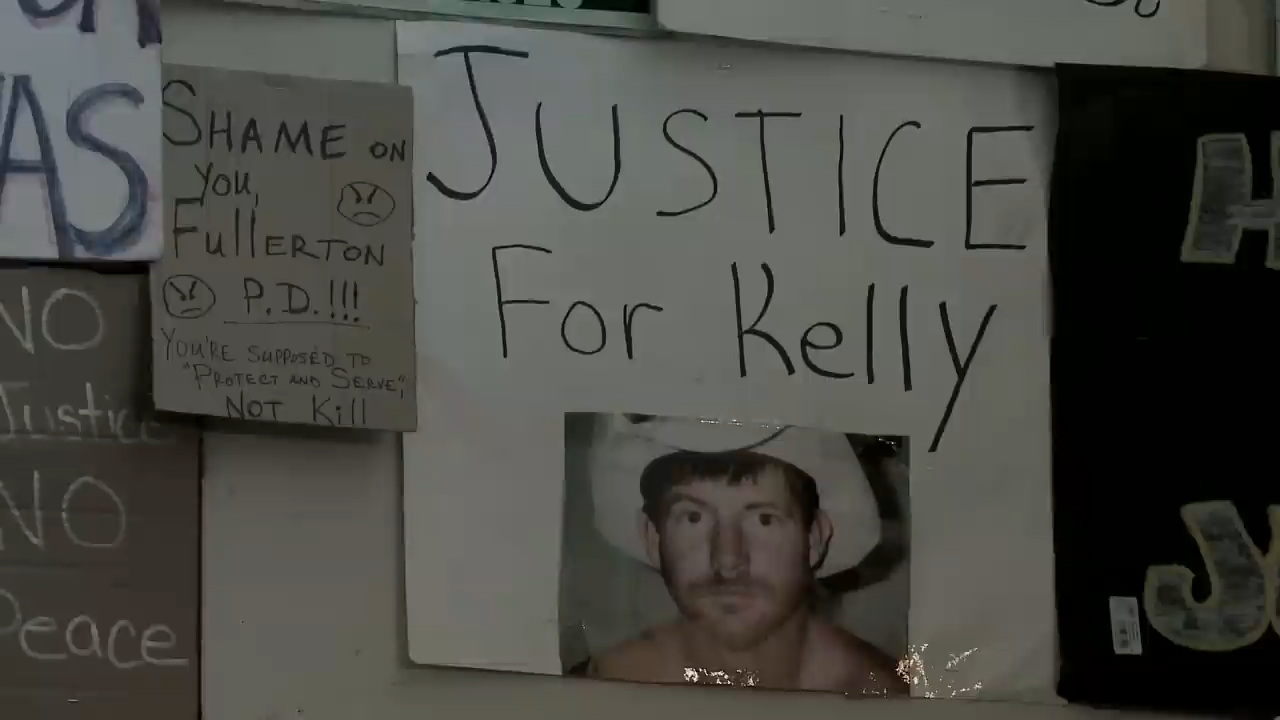 AS
SHAME ON
YOU,
FullERTON
P.D.!!!
YOU'RE SUPPOSED TO
"PROTECT AND SERVE",
NOT Kill
JUSTICE
For Kelly
NO
Justice
NO
Peace
H
J